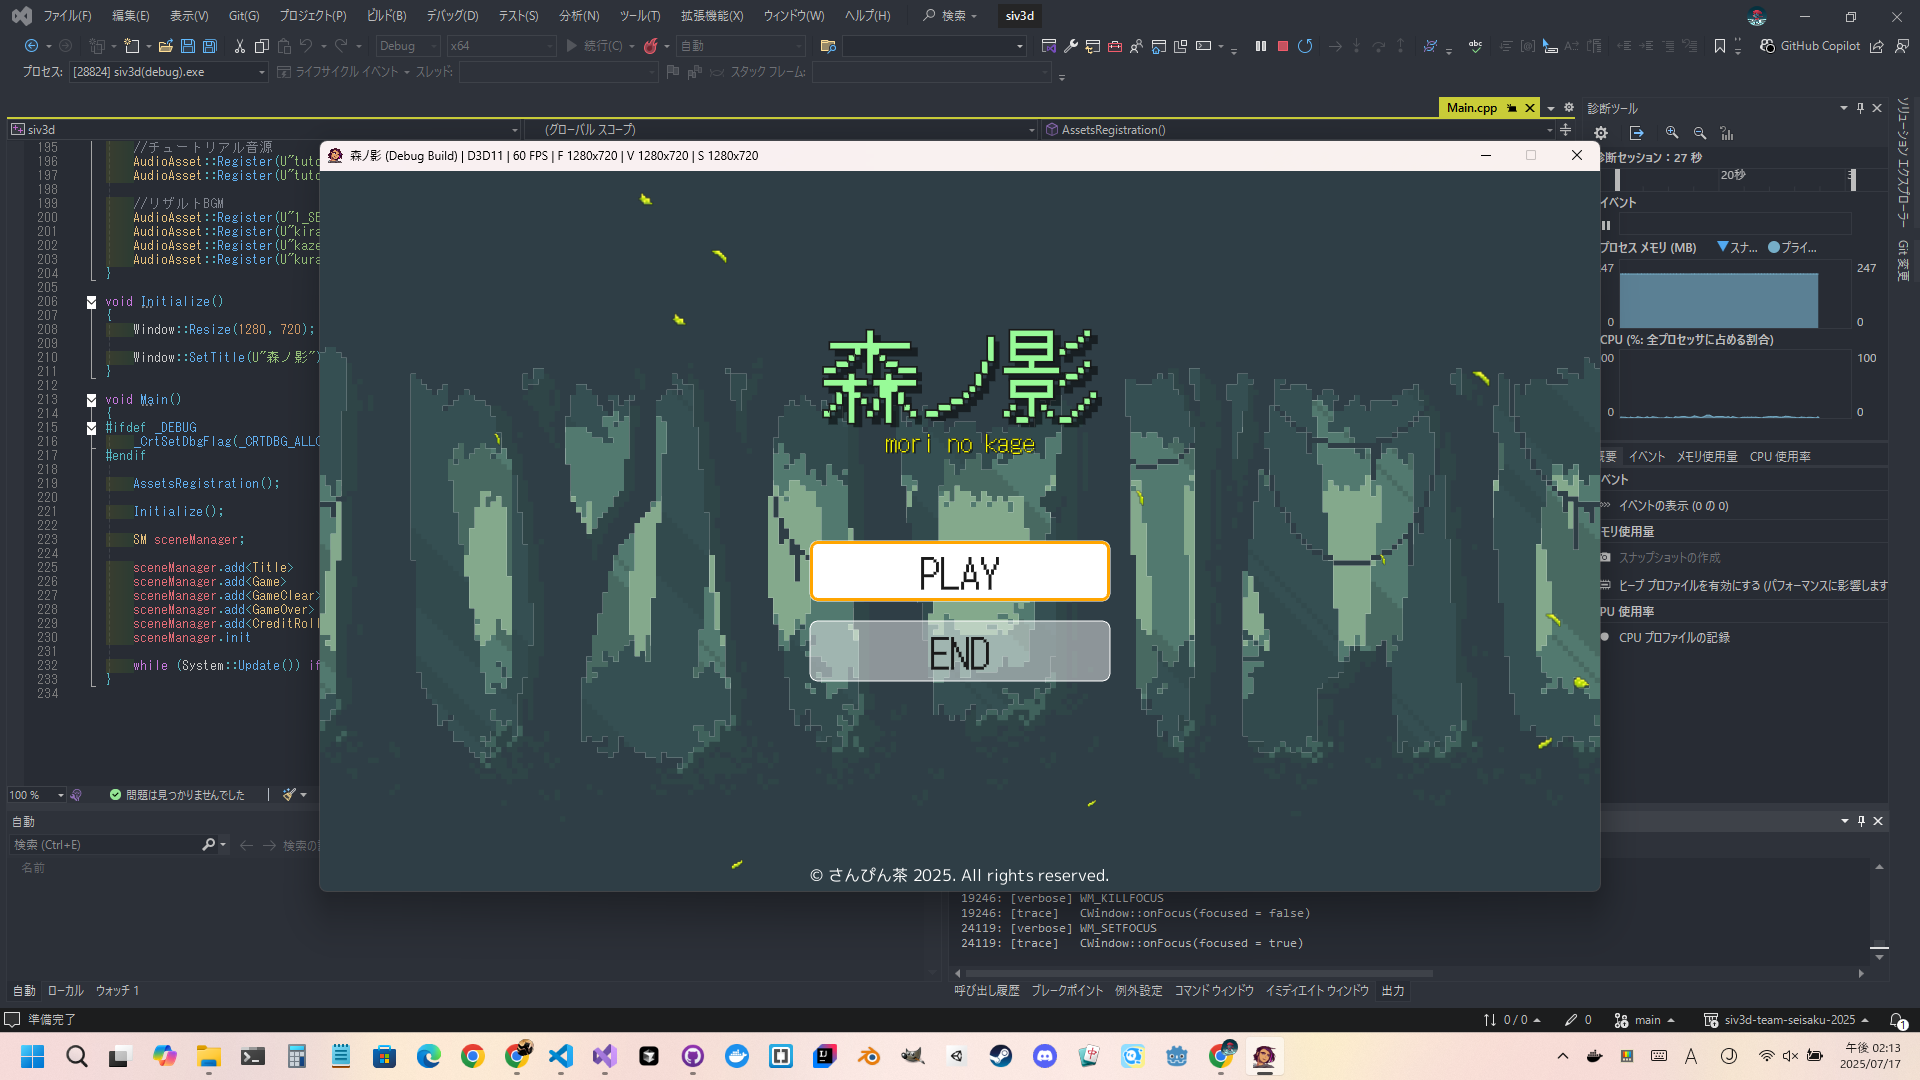 ファイル(F) 編集(E) 表示(V) Git(G) プロジェクト(P) ビルド(B) デバッグ(D) テスト(S) 分析(N) ツール(T) 拡張機能(X) ウィンドウ(W) ヘルプ(H) 検索 siv3d
Debug x64 続行(C) 自動 GitHub Copilot
プロセス: [28824] siv3d(debug).exe ライフサイクル イベント スレッド: スタック フレーム:
Main.cpp
siv3d (グローバル スコープ) AssetsRegistration()
195 //チュートリアル音源
196 AudioAsset::Register(U"tuto
197 AudioAsset::Register(U"tuto
198
199 //リザルトBGM
200 AudioAsset::Register(U"1_SE
201 AudioAsset::Register(U"kira
202 AudioAsset::Register(U"kaze
203 AudioAsset::Register(U"kura
204 }
205
206 void Initialize()
207 {
208 Window::Resize(1280, 720);
209
210 Window::SetTitle(U"森ノ影")
211 }
212
213 void Main()
214 {
215 #ifdef _DEBUG
216 _CrtSetDbgFlag(_CRTDBG_ALLO
217 #endif
218
219 AssetsRegistration();
220
221 Initialize();
222
223 SM sceneManager;
224
225 sceneManager.add<Title>
226 sceneManager.add<Game>
227 sceneManager.add<GameClear>
228 sceneManager.add<GameOver>
229 sceneManager.add<CreditRoll
230 sceneManager.init
231
232 while (System::Update()) if
233 }
234
森ノ影 (Debug Build) | D3D11 | 60 FPS | F 1280x720 | V 1280x720 | S 1280x720
森ノ影
mori no kage
PLAY
END
© さんぴん茶 2025. All rights reserved.
診断ツール
診断セッション：27 秒
20秒
イベント
プロセス メモリ (MB) スナ... プライ...
47 247
0 0
CPU (%: 全プロセッサに占める割合)
00 100
0 0
概要 イベント メモリ使用量 CPU 使用率
ベント
イベントの表示 (0 の 0)
モリ使用量
スナップショットの作成
ヒープ プロファイルを有効にする (パフォーマンスに影響します
PU 使用率
CPU プロファイルの記録
ソリューション エクスプローラー
Git 変更
100 % 問題は見つかりませんでした
自動
検索 (Ctrl+E) 検索の
名前
19246: [verbose] WM_KILLFOCUS
19246: [trace] CWindow::onFocus(focused = false)
24119: [verbose] WM_SETFOCUS
24119: [trace] CWindow::onFocus(focused = true)
自動 ローカル ウォッチ 1
呼び出し履歴 ブレークポイント 例外設定 コマンド ウィンドウ イミディエイト ウィンドウ 出力
準備完了
0 / 0 0 main siv3d-team-seisaku-2025 1
A
午後 02:13
2025/07/17